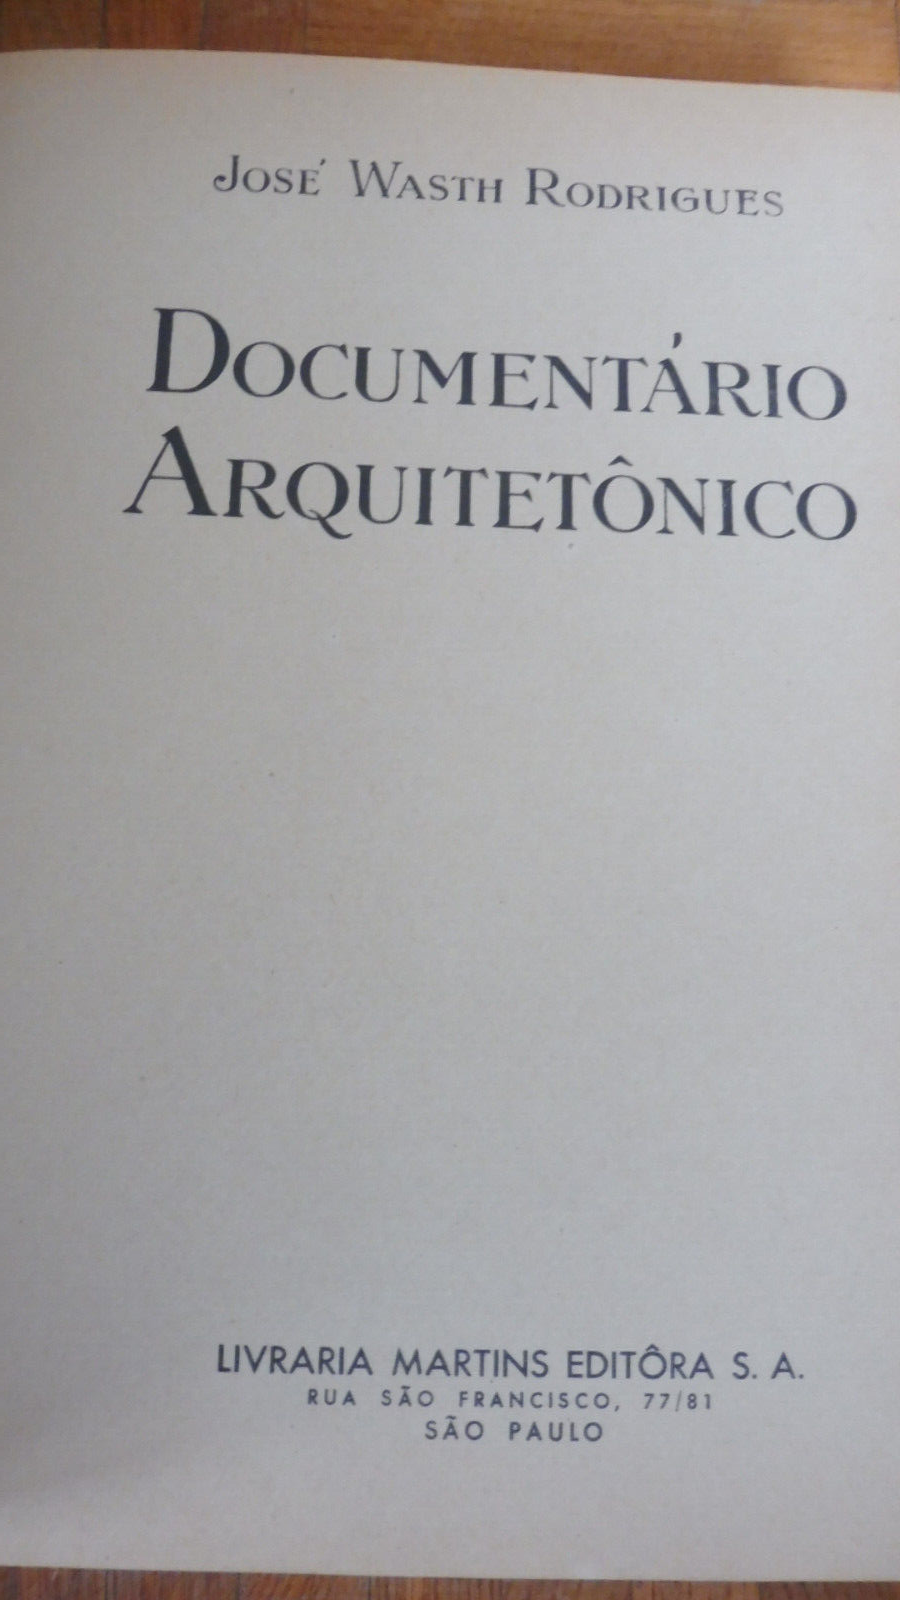 JOSÉ WASTH RODRIGUES
DOCUMENTÁRIO
ARQUITETÔNICO
LIVRARIA MARTINS EDITÔRA S. A.
RUA SÃO FRANCISCO, 77/81
SÃO PAULO